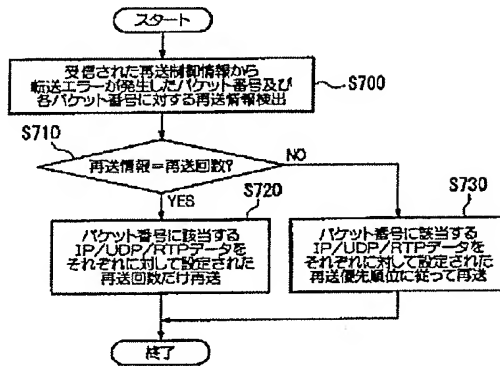 スタート
受信された再送制御情報から
転送エラーが発生したパケット番号及び
各パケット番号に対する再送情報検出
S700
S710
再送情報=再送回数?
NO
YES
S720
パケット番号に該当する
IP/UDP/RTPデータを
それぞれに対して設定された
再送回数だけ再送
S730
パケット番号に該当する
IP/UDP/RTPデータを
それぞれに対して設定された
再送優先順位に従って再送
終了